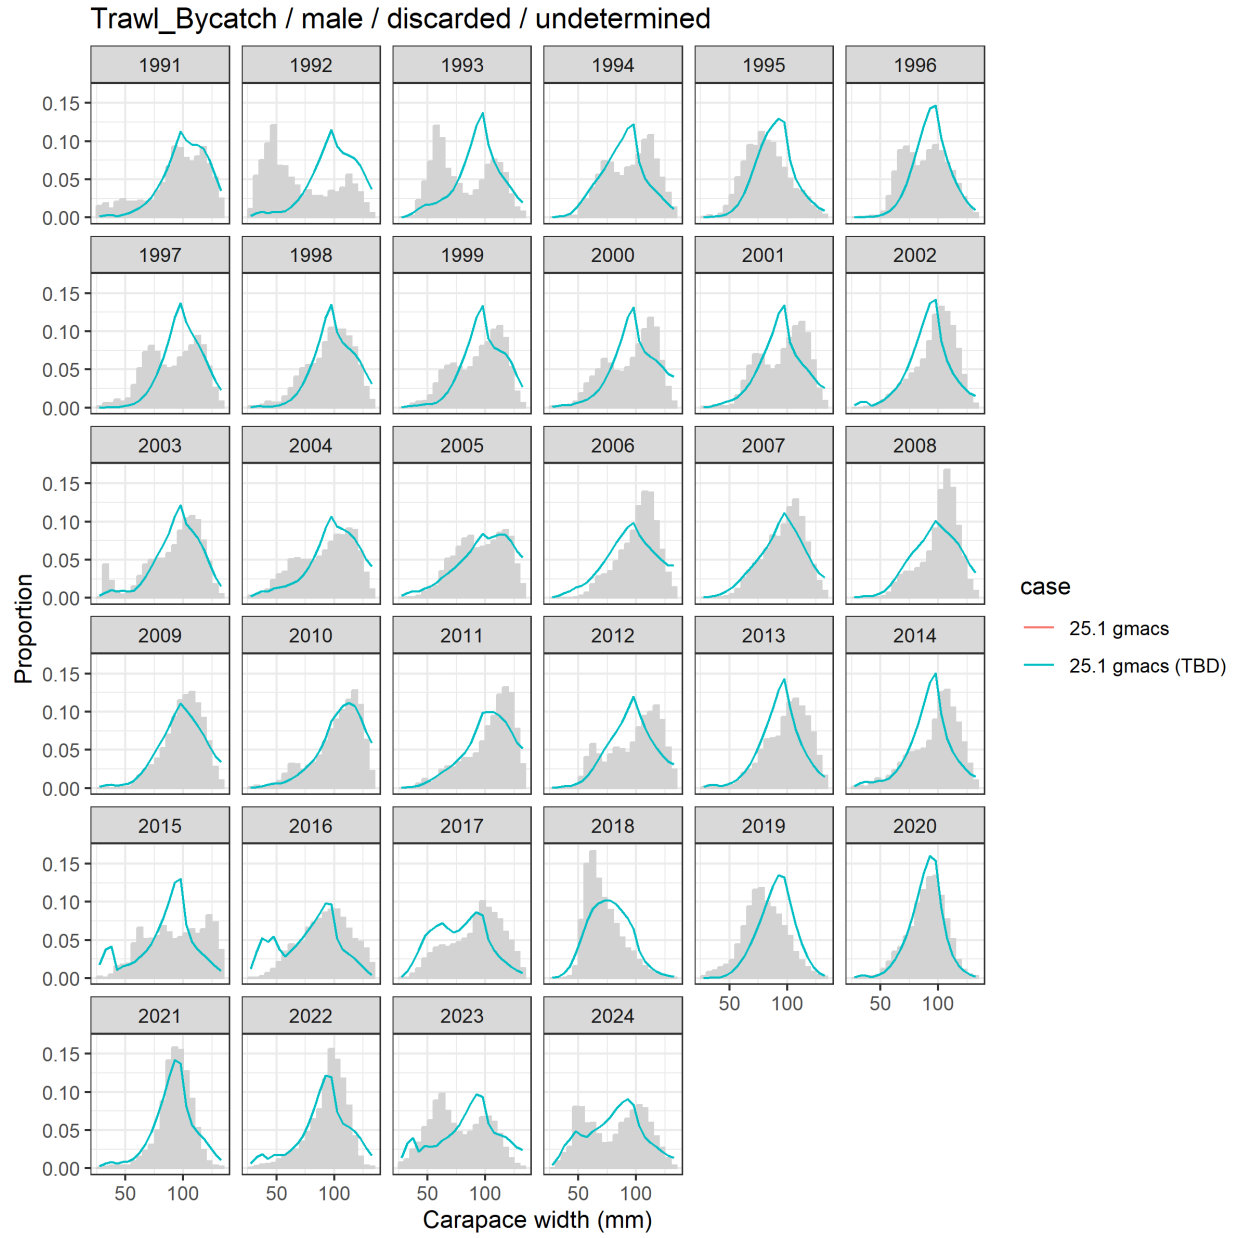 Trawl_Bycatch / male / discarded / undetermined
1991 1992 1993 1994 1995 1996
0.15
0.10
0.05
0.00
1997 1998 1999 2000 2001 2002
0.15
0.10
0.05
0.00
2003 2004 2005 2006 2007 2008
0.15
0.10
0.05
0.00
Proportion
case
25.1 gmacs
25.1 gmacs (TBD)
2009 2010 2011 2012 2013 2014
0.15
0.10
0.05
0.00
2015 2016 2017 2018 2019 2020
0.15
0.10
0.05
0.00
50 100 50 100
2021 2022 2023 2024
0.15
0.10
0.05
0.00
50 100 50 100 50 100 50 100
Carapace width (mm)